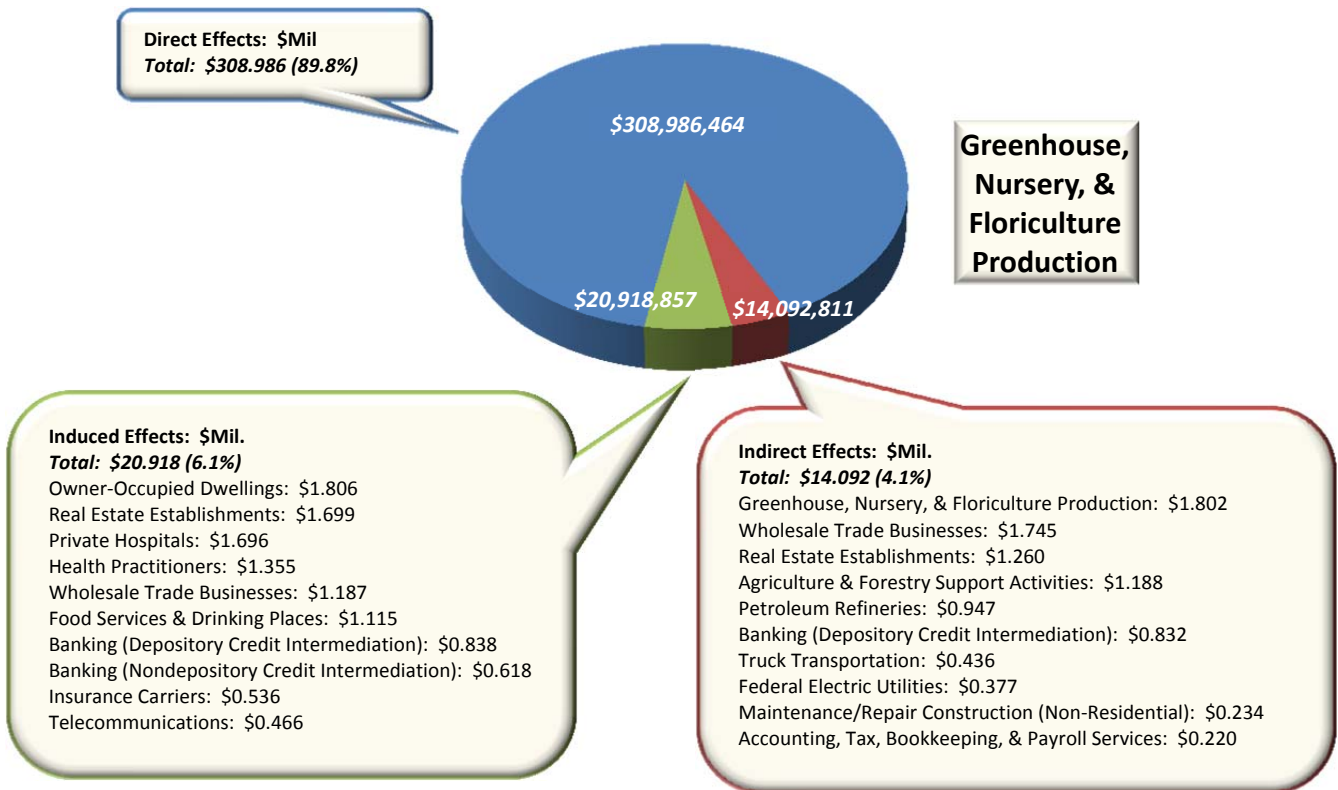 Direct Effects: $Mil
Total: $308.986 (89.8%)
$308,986,464
Greenhouse,
Nursery, &
Floriculture
Production
$20,918,857
$14,092,811
Induced Effects: $Mil.
Total: $20.918 (6.1%)
Owner-Occupied Dwellings: $1.806
Real Estate Establishments: $1.699
Private Hospitals: $1.696
Health Practitioners: $1.355
Wholesale Trade Businesses: $1.187
Food Services & Drinking Places: $1.115
Banking (Depository Credit Intermediation): $0.838
Banking (Nondepository Credit Intermediation): $0.618
Insurance Carriers: $0.536
Telecommunications: $0.466
Indirect Effects: $Mil.
Total: $14.092 (4.1%)
Greenhouse, Nursery, & Floriculture Production: $1.802
Wholesale Trade Businesses: $1.745
Real Estate Establishments: $1.260
Agriculture & Forestry Support Activities: $1.188
Petroleum Refineries: $0.947
Banking (Depository Credit Intermediation): $0.832
Truck Transportation: $0.436
Federal Electric Utilities: $0.377
Maintenance/Repair Construction (Non-Residential): $0.234
Accounting, Tax, Bookkeeping, & Payroll Services: $0.220